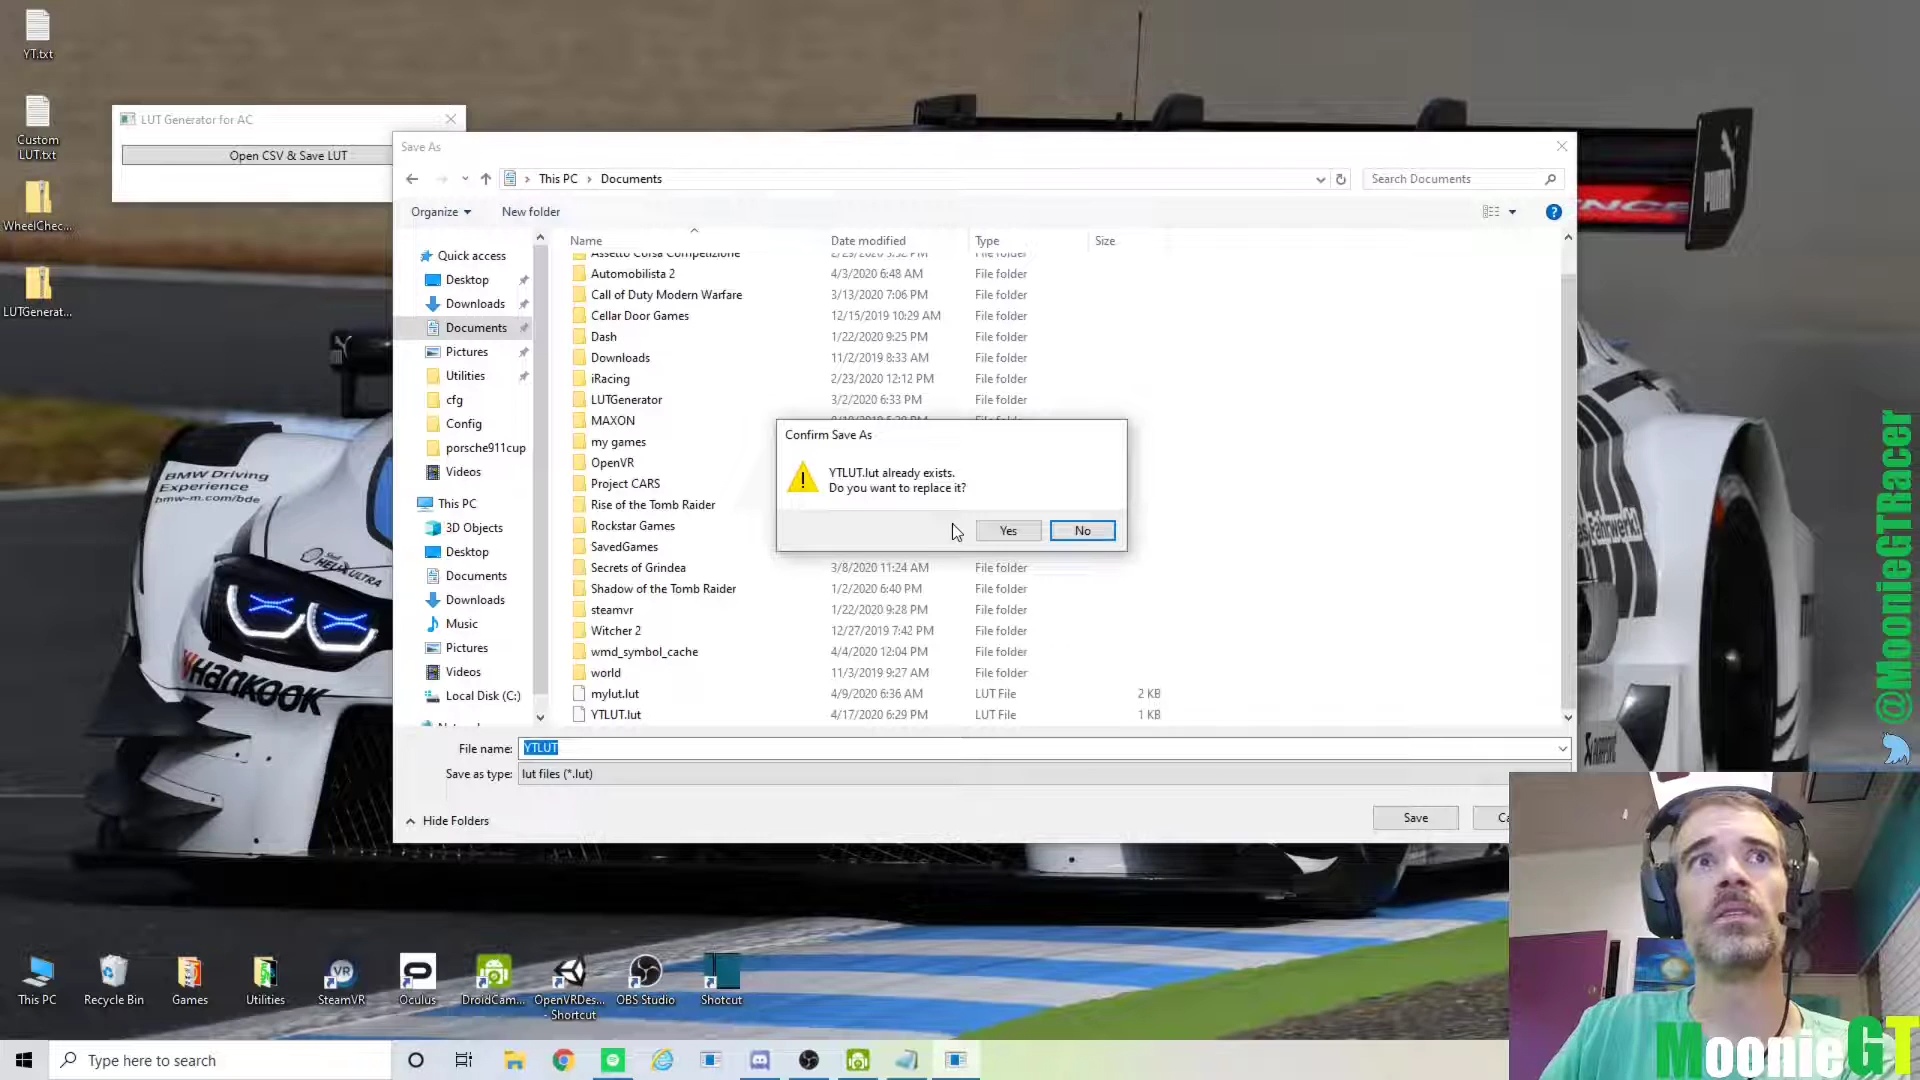 YT.txt
Custom
LUT.txt
WheelChec...
LUTGenerat...
LUT Generator for AC
Open CSV & Save LUT
Save As
This PC
Documents
Search Documents
Organize
New folder
Name
Date modified
Type
Size
Quick access
Desktop
Downloads
Documents
Pictures
Utilities
cfg
Config
porsche911cup
Videos
This PC
3D Objects
Desktop
Documents
Downloads
Music
Pictures
Videos
Local Disk (C:)
Assetto Corsa Competizione File folder
Automobilista 2 4/3/2020 6:48 AM File folder
Call of Duty Modern Warfare 3/13/2020 7:06 PM File folder
Cellar Door Games 12/15/2019 10:29 AM File folder
Dash 1/22/2020 9:25 PM File folder
Downloads 11/2/2019 8:33 AM File folder
iRacing 2/23/2020 12:12 PM File folder
LUTGenerator 3/2/2020 6:33 PM File folder
MAXON
my games
OpenVR
Project CARS
Rise of the Tomb Raider
Rockstar Games
SavedGames
Secrets of Grindea 3/8/2020 11:24 AM File folder
Shadow of the Tomb Raider 1/2/2020 6:40 PM File folder
steamvr 1/22/2020 9:28 PM File folder
Witcher 2 12/27/2019 7:42 PM File folder
wmd_symbol_cache 4/4/2020 12:04 PM File folder
world 11/3/2019 9:27 AM File folder
mylut.lut 4/9/2020 6:36 AM LUT File 2 KB
YTLUT.lut 4/17/2020 6:29 PM LUT File 1 KB
Confirm Save As
YTLUT.lut already exists.
Do you want to replace it?
Yes
No
File name: YTLUT
Save as type: lut files (*.lut)
Hide Folders
Save
Ca
BMW Driving
Experience
bmw-m.com/bde
Shell
HELIX ULTRA
HANKOOK
PUMA
@MoonieGTRacer
This PC
Recycle Bin
Games
Utilities
SteamVR
Oculus
DroidCam...
OpenVRDes...
- Shortcut
OBS Studio
Shotcut
Type here to search
MoonieGT